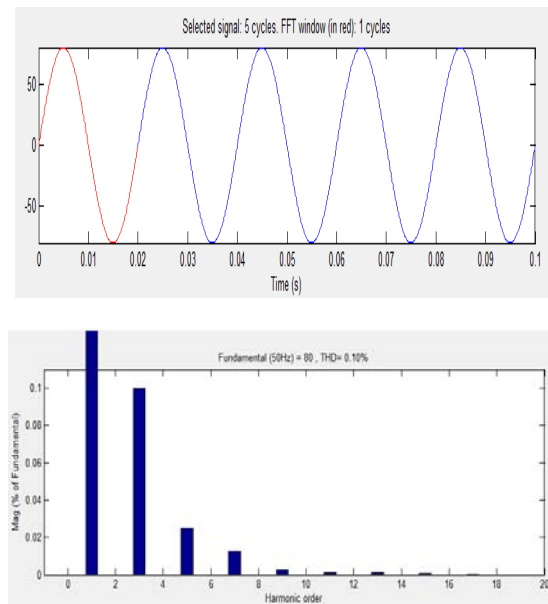 Selected signal: 5 cycles. FFT window (in red): 1 cycles
50
0
-50
0 0.01 0.02 0.03 0.04 0.05 0.06 0.07 0.08 0.09 0.1
Time (s)
Fundamental (50Hz) = 80 , THD= 0.10%
Mag (% of Fundamental)
0.1
0.08
0.06
0.04
0.02
0
0 2 4 6 8 10 12 14 16 18 20
Harmonic order